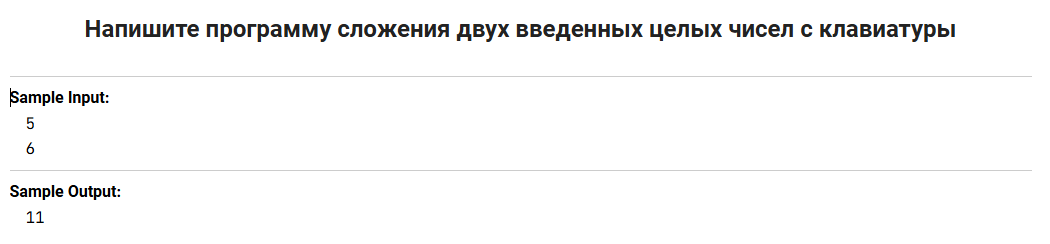 Напишите программу сложения двух введенных целых чисел с клавиатуры
Sample Input:
5
6
Sample Output:
11